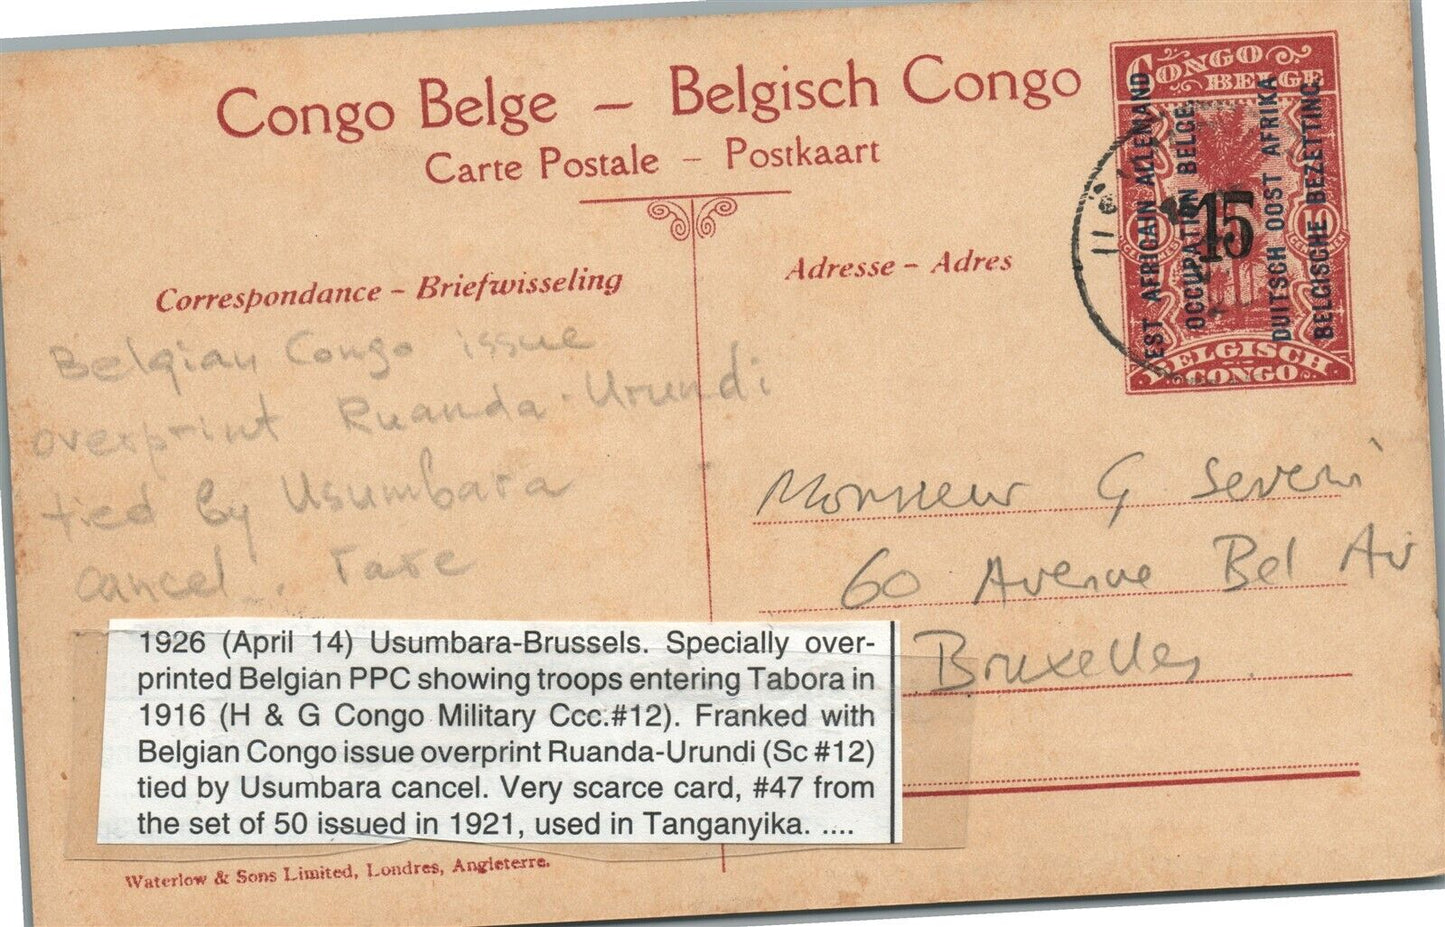 Congo Belge – Belgisch Congo
Carte Postale – Postkaart
Correspondance – Briefwisseling
Adresse – Adres
CONGO
BELGE
EST AFRICAIN ALLEMAND
OCCUPATION BELGE.
DUITSCH OOST AFRIKA
BELGISCHE BEZETTING.
15
15
BELGISCH
CONGO
Belgian Congo issue
overprint Ruanda-Urundi
tied by Usumbara
cancel. rare
Monsieur G Severi
60 Avenue Bel Air
Bruxelles
1926 (April 14) Usumbara-Brussels. Specially over-
printed Belgian PPC showing troops entering Tabora in
1916 (H & G Congo Military Ccc.#12). Franked with
Belgian Congo issue overprint Ruanda-Urundi (Sc #12)
tied by Usumbara cancel. Very scarce card, #47 from
the set of 50 issued in 1921, used in Tanganyika. ....
Waterlow & Sons Limited, Londres, Angleterre.